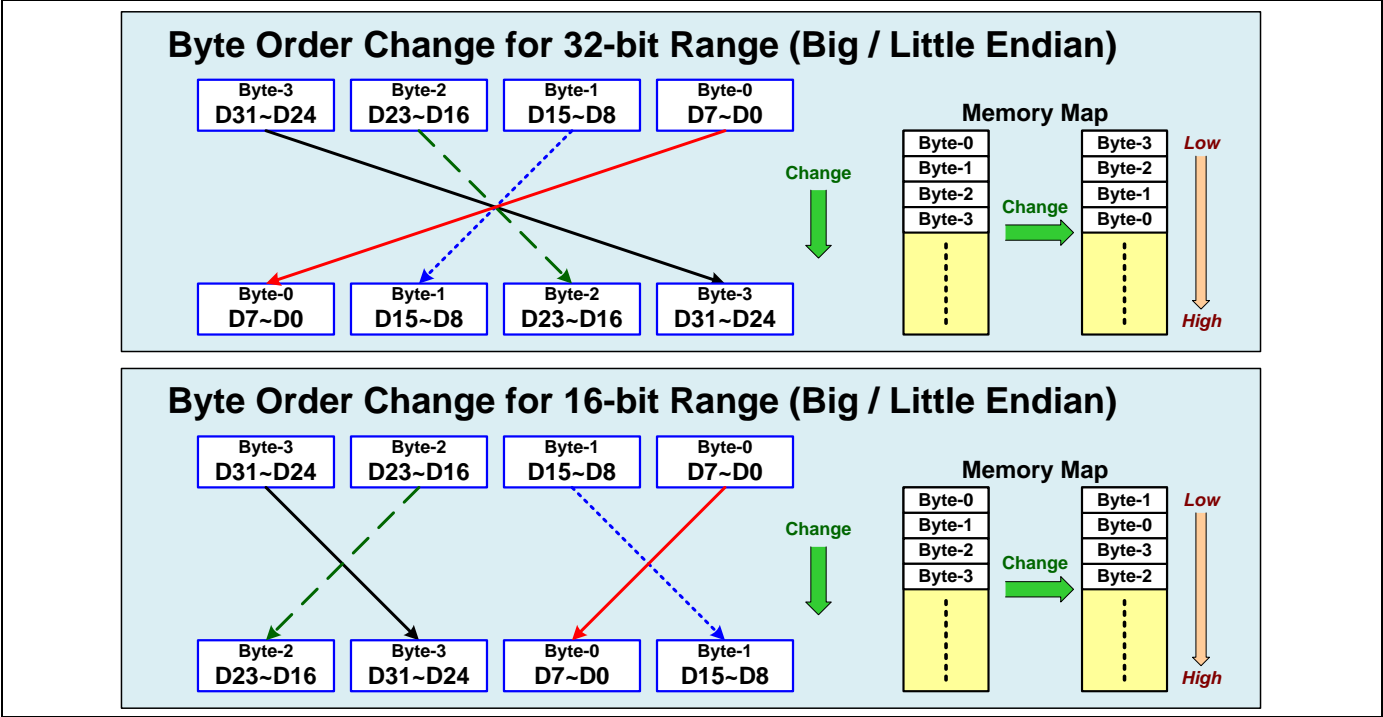 Byte Order Change for 32-bit Range (Big / Little Endian)
Byte-3 Byte-2 Byte-1 Byte-0
D31~D24 D23~D16 D15~D8 D7~D0
Memory Map
Byte-0 Byte-3 Low
Byte-1 Byte-2
Change
Byte-2 Byte-1
Change
Byte-3 Byte-0
Byte-0 Byte-1 Byte-2 Byte-3
D7~D0 D15~D8 D23~D16 D31~D24
High
Byte Order Change for 16-bit Range (Big / Little Endian)
Byte-3 Byte-2 Byte-1 Byte-0
D31~D24 D23~D16 D15~D8 D7~D0
Memory Map
Byte-0 Byte-1 Low
Byte-1 Byte-0
Change
Byte-2 Byte-3
Change
Byte-3 Byte-2
Byte-2 Byte-3 Byte-0 Byte-1
D23~D16 D31~D24 D7~D0 D15~D8
High